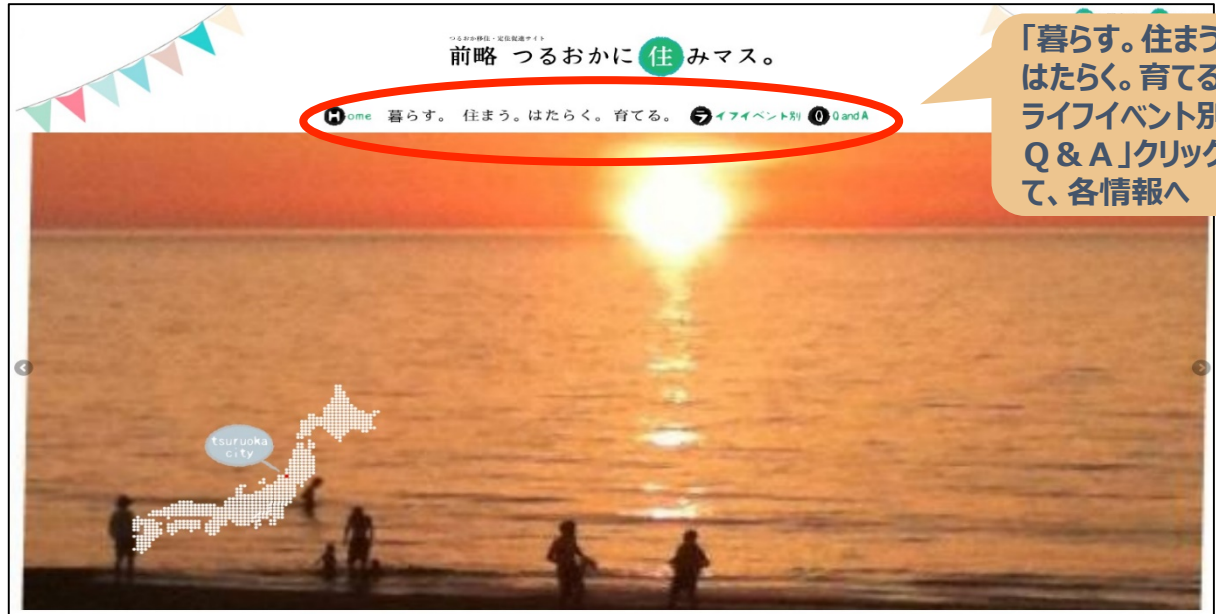 つるおか移住・定住促進サイト
前略 つるおかに住みマス。
Home 暮らす。 住まう。はたらく。育てる。 ライフイベント別 Q Q and A
「暮らす。住まう
はたらく。育てる
ライフイベント別
Q&A」クリック
て、各情報へ
tsuruoka
city